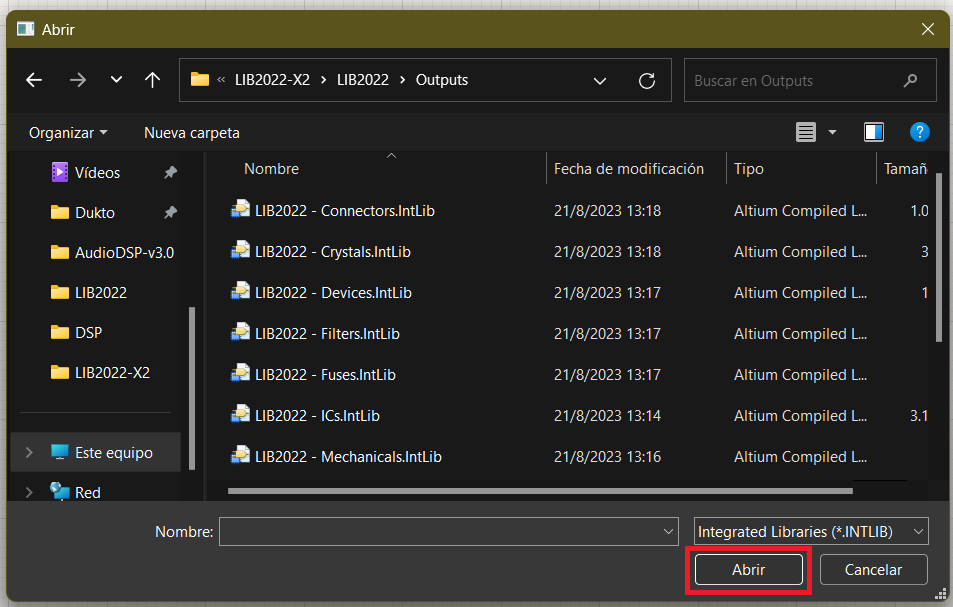 Abrir
« LIB2022-X2 › LIB2022 › Outputs
Buscar en Outputs
Organizar
Nueva carpeta
?
Vídeos
Dukto
AudioDSP-v3.0
LIB2022
DSP
LIB2022-X2
Este equipo
Red
Nombre Fecha de modificación Tipo Tamañ
LIB2022 - Connectors.IntLib 21/8/2023 13:18 Altium Compiled L... 1.0
LIB2022 - Crystals.IntLib 21/8/2023 13:18 Altium Compiled L... 3
LIB2022 - Devices.IntLib 21/8/2023 13:17 Altium Compiled L... 1
LIB2022 - Filters.IntLib 21/8/2023 13:17 Altium Compiled L...
LIB2022 - Fuses.IntLib 21/8/2023 13:17 Altium Compiled L...
LIB2022 - ICs.IntLib 21/8/2023 13:14 Altium Compiled L... 3.1
LIB2022 - Mechanicals.IntLib 21/8/2023 13:16 Altium Compiled L...
Nombre:
Integrated Libraries (*.INTLIB)
Abrir
Cancelar